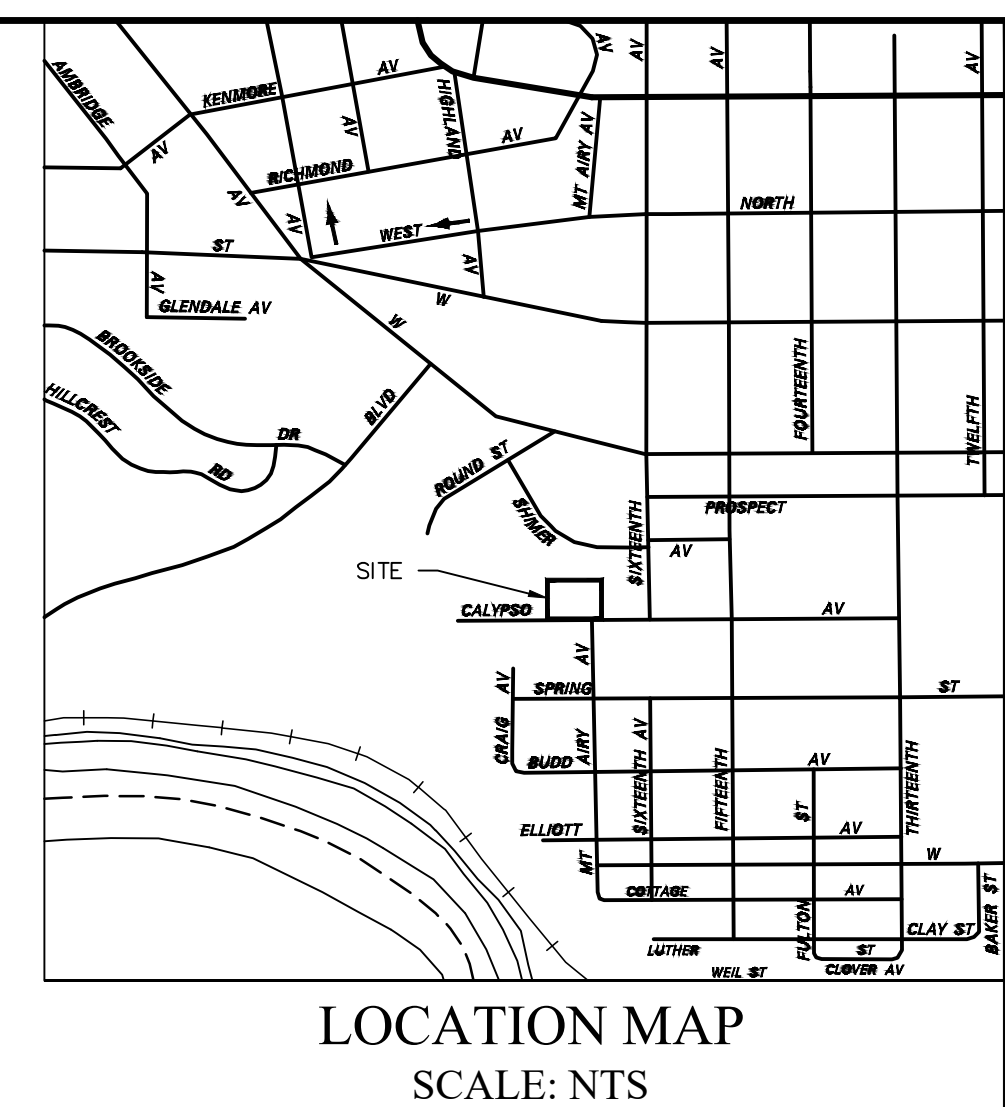 AV
AV
AV
AV
AMBRIDGE
AV
KENMORE
HIGHLAND
AV
AV
AV
MT AIRY AV
RICHMOND
AV
AV
NORTH
WEST
ST
AV
AV
GLENDALE AV
W
W
BROOKSIDE
FOURTEENTH
HILLCREST
BLVD
TWELFTH
DR
RD
ROUND ST
SHIMER
SIXTEENTH
PROSPECT
AV
SITE
CALYPSO
AV
AV
AV
SPRING
ST
CRAIG
AIRY
SIXTEENTH AV
FIFTEENTH
BUDD
AV
THIRTEENTH
ST
ELLIOTT
AV
MT
W
COTTAGE
AV
FULTON
BAKER ST
CLAY ST
LUTHER
ST
WEIL ST
CLOVER AV
LOCATION MAP
SCALE: NTS